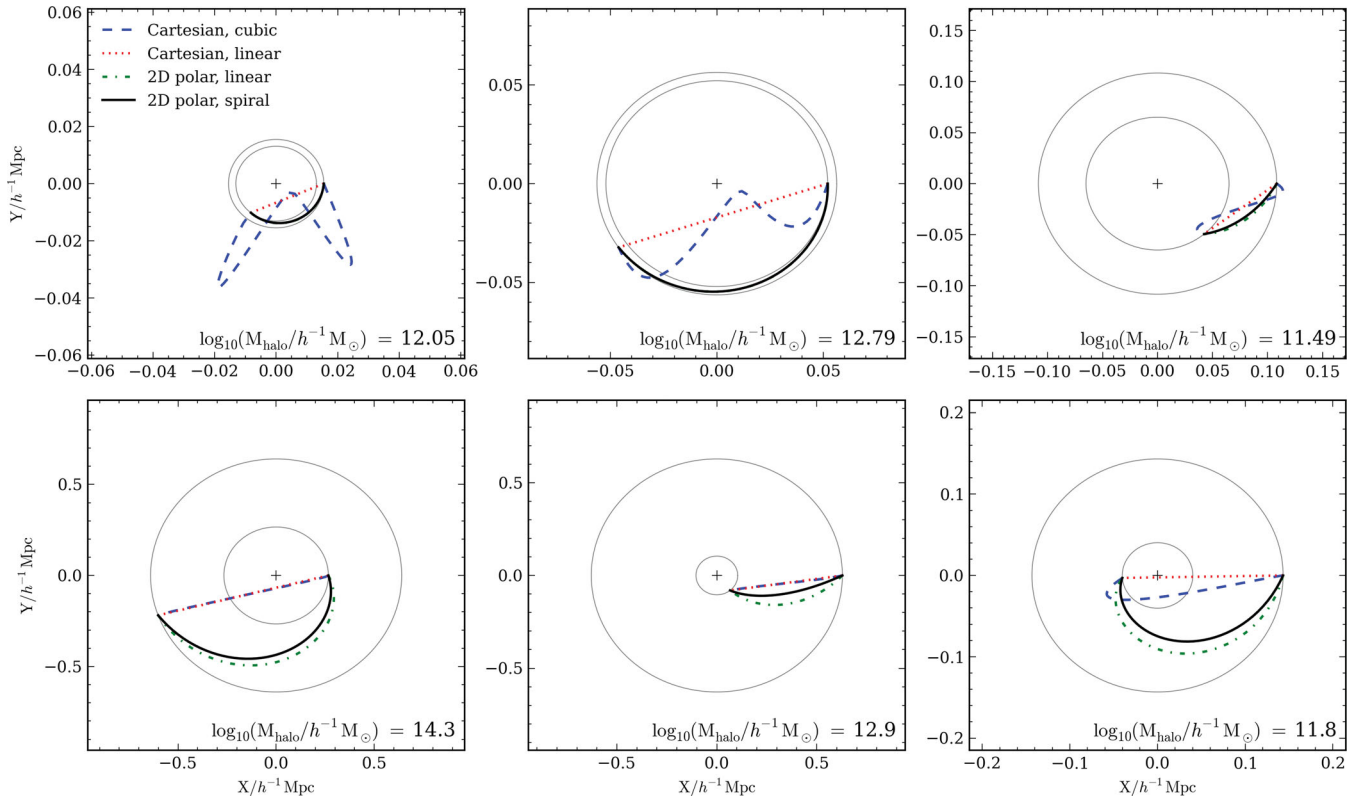 0.06
0.04
0.02
0.00
−0.02
−0.04
−0.06
Y/h⁻¹ Mpc
Cartesian, cubic
Cartesian, linear
2D polar, linear
2D polar, spiral
log₁₀(M_halo/h⁻¹ M_☉) = 12.05
−0.06 −0.04 −0.02 0.00 0.02 0.04 0.06
0.05
0.00
−0.05
log₁₀(M_halo/h⁻¹ M_☉) = 12.79
−0.05 0.00 0.05
0.15
0.10
0.05
0.00
−0.05
−0.10
−0.15
log₁₀(M_halo/h⁻¹ M_☉) = 11.49
−0.15 −0.10 −0.05 0.00 0.05 0.10 0.15
0.5
0.0
−0.5
Y/h⁻¹ Mpc
log₁₀(M_halo/h⁻¹ M_☉) = 14.3
−0.5 0.0 0.5
X/h⁻¹ Mpc
0.5
0.0
−0.5
log₁₀(M_halo/h⁻¹ M_☉) = 12.9
−0.5 0.0 0.5
X/h⁻¹ Mpc
0.2
0.1
0.0
−0.1
−0.2
log₁₀(M_halo/h⁻¹ M_☉) = 11.8
−0.2 −0.1 0.0 0.1 0.2
X/h⁻¹ Mpc